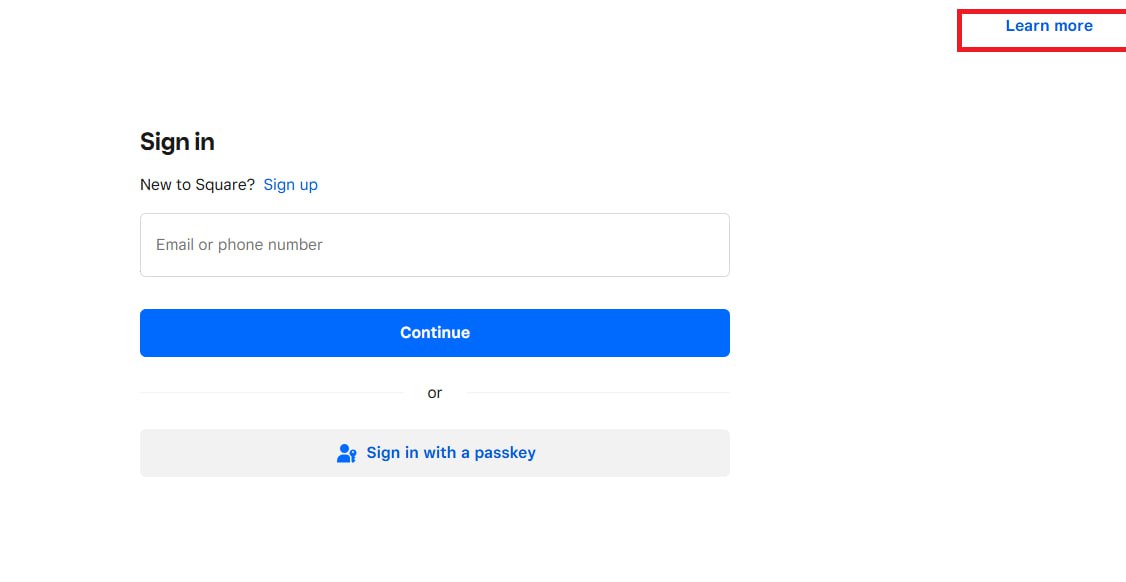 Learn more
Sign in
New to Square? Sign up
Email or phone number
Continue
or
Sign in with a passkey